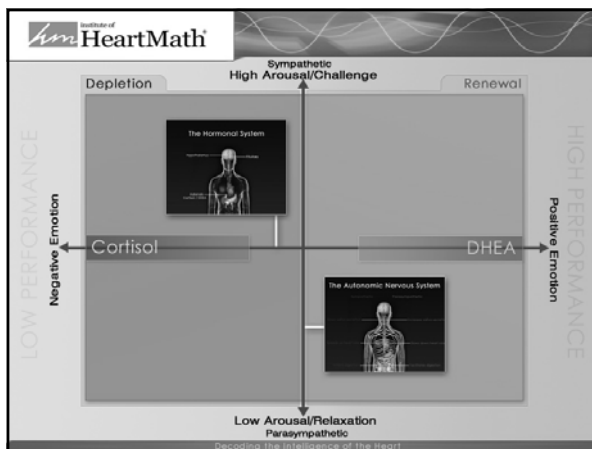 institute of
HeartMath®
hm
Sympathetic
High Arousal/Challenge
Depletion
Renewal
The Hormonal System
LOW PERFORMANCE
Negative Emotion
Cortisol
DHEA
Positive Emotion
HIGH PERFORMANCE
The Autonomic Nervous System
Low Arousal/Relaxation
Parasympathetic
Decoding the Intelligence of the Heart